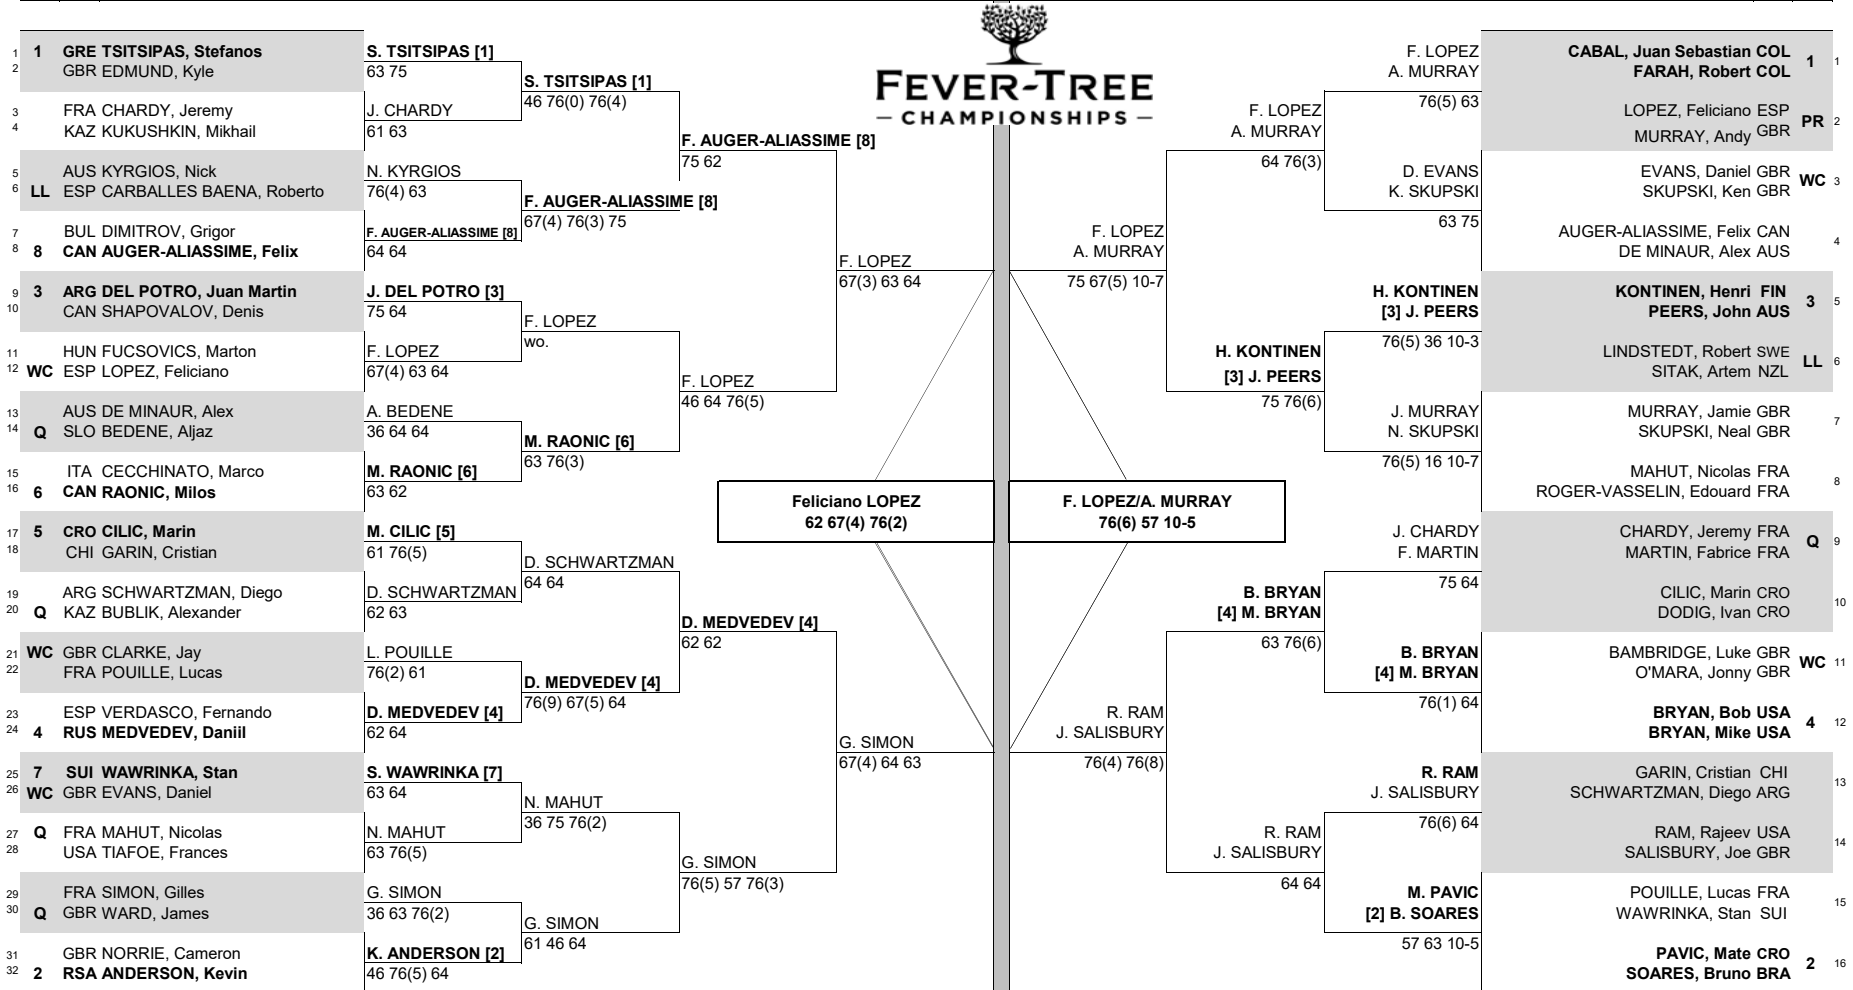 FEVER-TREE
— CHAMPIONSHIPS —
1 1 GRE TSITSIPAS, Stefanos
2 GBR EDMUND, Kyle
3 FRA CHARDY, Jeremy
4 KAZ KUKUSHKIN, Mikhail
5 AUS KYRGIOS, Nick
6 LL ESP CARBALLES BAENA, Roberto
7 BUL DIMITROV, Grigor
8 8 CAN AUGER-ALIASSIME, Felix
9 3 ARG DEL POTRO, Juan Martin
10 CAN SHAPOVALOV, Denis
11 HUN FUCSOVICS, Marton
12 WC ESP LOPEZ, Feliciano
13 AUS DE MINAUR, Alex
14 Q SLO BEDENE, Aljaz
15 ITA CECCHINATO, Marco
16 6 CAN RAONIC, Milos
17 5 CRO CILIC, Marin
18 CHI GARIN, Cristian
19 ARG SCHWARTZMAN, Diego
20 Q KAZ BUBLIK, Alexander
21 WC GBR CLARKE, Jay
22 FRA POUILLE, Lucas
23 ESP VERDASCO, Fernando
24 4 RUS MEDVEDEV, Daniil
25 7 SUI WAWRINKA, Stan
26 WC GBR EVANS, Daniel
27 Q FRA MAHUT, Nicolas
28 USA TIAFOE, Frances
29 FRA SIMON, Gilles
30 Q GBR WARD, James
31 GBR NORRIE, Cameron
32 2 RSA ANDERSON, Kevin
S. TSITSIPAS [1]
63 75
J. CHARDY
61 63
N. KYRGIOS
76(4) 63
F. AUGER-ALIASSIME [8]
64 64
J. DEL POTRO [3]
75 64
F. LOPEZ
67(4) 63 64
A. BEDENE
36 64 64
M. RAONIC [6]
63 62
M. CILIC [5]
61 76(5)
D. SCHWARTZMAN
62 63
L. POUILLE
76(2) 61
D. MEDVEDEV [4]
62 64
S. WAWRINKA [7]
63 64
N. MAHUT
63 76(5)
G. SIMON
36 63 76(2)
K. ANDERSON [2]
46 76(5) 64
S. TSITSIPAS [1]
46 76(0) 76(4)
F. AUGER-ALIASSIME [8]
67(4) 76(3) 75
F. LOPEZ
wo.
M. RAONIC [6]
63 76(3)
D. SCHWARTZMAN
64 64
D. MEDVEDEV [4]
76(9) 67(5) 64
N. MAHUT
36 75 76(2)
G. SIMON
61 46 64
F. AUGER-ALIASSIME [8]
75 62
F. LOPEZ
46 64 76(5)
D. MEDVEDEV [4]
62 62
G. SIMON
76(5) 57 76(3)
F. LOPEZ
67(3) 63 64
G. SIMON
67(4) 64 63
Feliciano LOPEZ
62 67(4) 76(2)
F. LOPEZ/A. MURRAY
76(6) 57 10-5
F. LOPEZ
A. MURRAY
75 67(5) 10-7
R. RAM
J. SALISBURY
76(4) 76(8)
F. LOPEZ
A. MURRAY
64 76(3)
H. KONTINEN
[3] J. PEERS
75 76(6)
B. BRYAN
[4] M. BRYAN
63 76(6)
R. RAM
J. SALISBURY
64 64
F. LOPEZ
A. MURRAY
76(5) 63
D. EVANS
K. SKUPSKI
63 75
H. KONTINEN
[3] J. PEERS
76(5) 36 10-3
J. MURRAY
N. SKUPSKI
76(5) 16 10-7
J. CHARDY
F. MARTIN
75 64
B. BRYAN
[4] M. BRYAN
76(1) 64
R. RAM
J. SALISBURY
76(6) 64
M. PAVIC
[2] B. SOARES
57 63 10-5
CABAL, Juan Sebastian COL
FARAH, Robert COL
1 1
LOPEZ, Feliciano ESP
MURRAY, Andy GBR
PR 2
EVANS, Daniel GBR
SKUPSKI, Ken GBR
WC 3
AUGER-ALIASSIME, Felix CAN
DE MINAUR, Alex AUS
4
KONTINEN, Henri FIN
PEERS, John AUS
3 5
LINDSTEDT, Robert SWE
SITAK, Artem NZL
LL 6
MURRAY, Jamie GBR
SKUPSKI, Neal GBR
7
MAHUT, Nicolas FRA
ROGER-VASSELIN, Edouard FRA
8
CHARDY, Jeremy FRA
MARTIN, Fabrice FRA
Q 9
CILIC, Marin CRO
DODIG, Ivan CRO
10
BAMBRIDGE, Luke GBR
O'MARA, Jonny GBR
WC 11
BRYAN, Bob USA
BRYAN, Mike USA
4 12
GARIN, Cristian CHI
SCHWARTZMAN, Diego ARG
13
RAM, Rajeev USA
SALISBURY, Joe GBR
14
POUILLE, Lucas FRA
WAWRINKA, Stan SUI
15
PAVIC, Mate CRO
SOARES, Bruno BRA
2 16